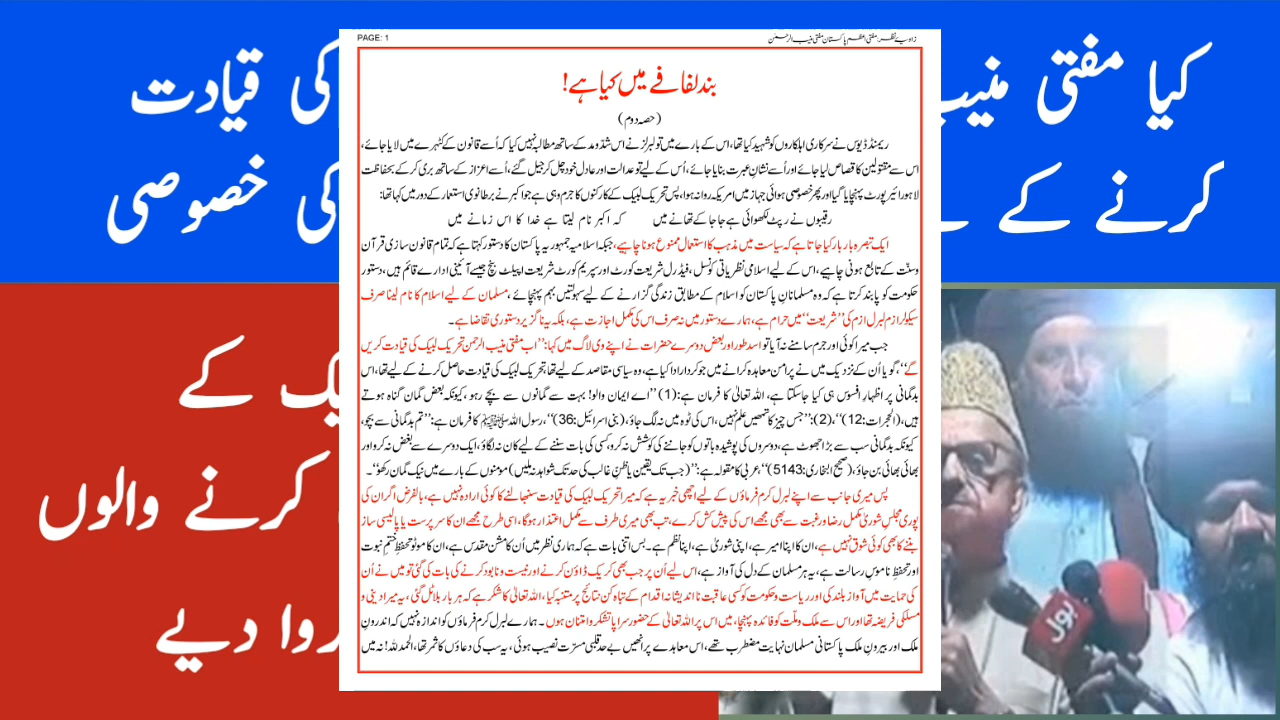 کیا مفتی منیب
کی قیادت
کرنے کے
کی خصوصی
ک کے
کرنے والوں
روا دیے
PAGE: 1
زاویۂ نظر: مفتی اعظم پاکستان مفتی منیب الرحمٰن
بند لفافے میں کیا ہے!
(حصہ دوم)
ریمنڈ ڈیوس نے سرکاری اہلکاروں کو شہید کیا تھا، اس کے بارے میں تو لبرلز نے اس شدّومد کے ساتھ مطالبہ نہیں کیا کہ اُسے قانون کے کٹہرے میں لایا جائے،
اس سے مقتولین کا قصاص لیا جائے اور اُسے نشانِ عبرت بنایا جائے، اُس کے لیے تو عدالت اور عادل خود چل کر جیل گئے، اُسے اعزاز کے ساتھ بری کر کے بحفاظت
لاہور ائیرپورٹ پہنچایا گیا اور پھر خصوصی ہوائی جہاز میں امریکہ روانہ ہوا، پس تحریک لبیک کے کارکنوں کا جرم وہی ہے جو اکبر نے برطانوی استعمار کے دور میں کہا تھا:
رقیبوں نے رپٹ لکھوائی ہے جا جا کے تھانے میں کہ اکبر نام لیتا ہے خدا کا اس زمانے میں
ایک تبصرہ بار بار کیا جاتا ہے کہ سیاست میں مذہب کا استعمال ممنوع ہونا چاہیے، جبکہ اسلامیہ جمہوریہ پاکستان کا دستور کہتا ہے کہ تمام قانون سازی قرآن
وسنّت کے تابع ہونی چاہیے، اس کے لیے اسلامی نظریاتی کونسل، فیڈرل شریعت کورٹ اور سپریم کورٹ شریعت اپیلٹ بنچ جیسے آئینی ادارے قائم ہیں، دستور
حکومت کو پابند کرتا ہے کہ وہ مسلمانانِ پاکستان کو اسلام کے مطابق زندگی گزارنے کے لیے سہولتیں بہم پہنچائے، مسلمان کے لیے اسلام کا نام لینا صرف
سیکولر ازم لبرل ازم کی ’’شریعت‘‘ میں حرام ہے، ہمارے دستور میں نہ صرف اس کی مکمل اجازت ہے، بلکہ یہ ناگزیر دستوری تقاضا ہے۔
جب میرا کوئی اور جرم سامنے نہ آیا تو اسد طور اور بعض دوسرے حضرات نے اپنے وی لاگ میں کہا: ’’اب مفتی منیب الرحمٰن تحریک لبیک کی قیادت کریں
گے‘‘، گویا اُن کے نزدیک میں نے پرامن معاہدہ کرانے میں جو کردار ادا کیا ہے، وہ سیاسی مقاصد کے لیے تھا یا تحریک لبیک کی قیادت حاصل کرنے کے لیے تھا، اس
بدگمانی پر اظہارِ افسوس ہی کیا جا سکتا ہے، اللہ تعالیٰ کا فرمان ہے: (1) ’’اے ایمان والو! بہت سے گمانوں سے بچے رہو، کیونکہ بعض گمان گناہ ہوتے
ہیں، (الحجرات:12)‘‘، (2): ’’جس چیز کا تمہیں علم نہیں، اس کی ٹوہ میں نہ لگ جاؤ، (بنی اسرائیل:36)‘‘، رسول اللہ ﷺ کا فرمان ہے: ’’تم بدگمانی سے بچو،
کیونکہ بدگمانی سب سے بڑا جھوٹ ہے، دوسروں کی پوشیدہ باتوں کو جاننے کی کوشش نہ کرو، کسی کی بات سننے کے لیے کان نہ لگاؤ، ایک دوسرے سے بغض نہ کرو اور
بھائی بھائی بن جاؤ، (صحیح البخاری:5143)‘‘، عربی کا مقولہ ہے: ’’(جب تک یقین یا ظنِّ غالب کی حد تک شواہد نہ ملیں) مومنوں کے بارے میں نیک گمان رکھو‘‘۔
پس میری جانب سے اپنے لبرل کرم فرماؤں کے لیے اچھی خبر یہ ہے کہ میرا تحریک لبیک کی قیادت سنبھالنے کا کوئی ارادہ نہیں ہے، بالفرض اگر ان کی
پوری مجلسِ شوریٰ مکمل رضا ورغبت سے بھی مجھے اس کی پیش کش کرے، تب بھی میری طرف سے مکمل اعتذار ہوگا، اسی طرح مجھے ان کا سرپرست یا پالیسی ساز
بننے کا بھی کوئی شوق نہیں ہے، ان کا اپنا امیر ہے، اپنی شوریٰ ہے، اپنا نظم ہے۔ بس اتنی بات ہے کہ ہماری نظر میں اُن کا مشن مقدس ہے، ان کا موٹو تحفظِ ختمِ نبوت
اور تحفظِ ناموسِ رسالت ہے، یہ ہر مسلمان کے دل کی آواز ہے، اس لیے اُن پر جب بھی کریک ڈاؤن کرنے اور نیست و نابود کرنے کی بات کی گئی تو میں نے اُن
کی حمایت میں آواز بلند کی اور ریاست وحکومت کو کسی عاقبت نا اندیشانہ اقدام کے تباہ کن نتائج پر متنبہ کیا، اللہ تعالیٰ کا شکر ہے کہ ہر بار بلا ٹل گئی، یہ میرا دینی و
مسلکی فریضہ تھا اور اس سے ملک وملّت کو فائدہ پہنچا، میں اس پر اللہ تعالیٰ کے حضور سراپا تشکر وامتنان ہوں۔ ہمارے لبرل کرم فرماؤں کو اندازہ نہیں کہ اندرونِ
ملک اور بیرونِ ملک پاکستانی مسلمان نہایت مضطرب تھے، اس معاہدے پر انھیں بے حد قلبی مسرّت نصیب ہوئی، یہ سب کی دعاؤں کا ثمر تھا، الحمد للہ! نہ میں
بول